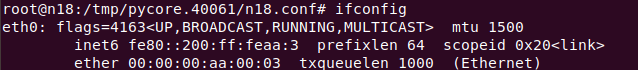 root@n18:/tmp/pycore.40061/n18.conf# ifconfig
eth0: flags=4163<UP,BROADCAST,RUNNING,MULTICAST>  mtu 1500
        inet6 fe80::200:ff:feaa:3  prefixlen 64  scopeid 0x20<link>
        ether 00:00:00:aa:00:03  txqueuelen 1000  (Ethernet)